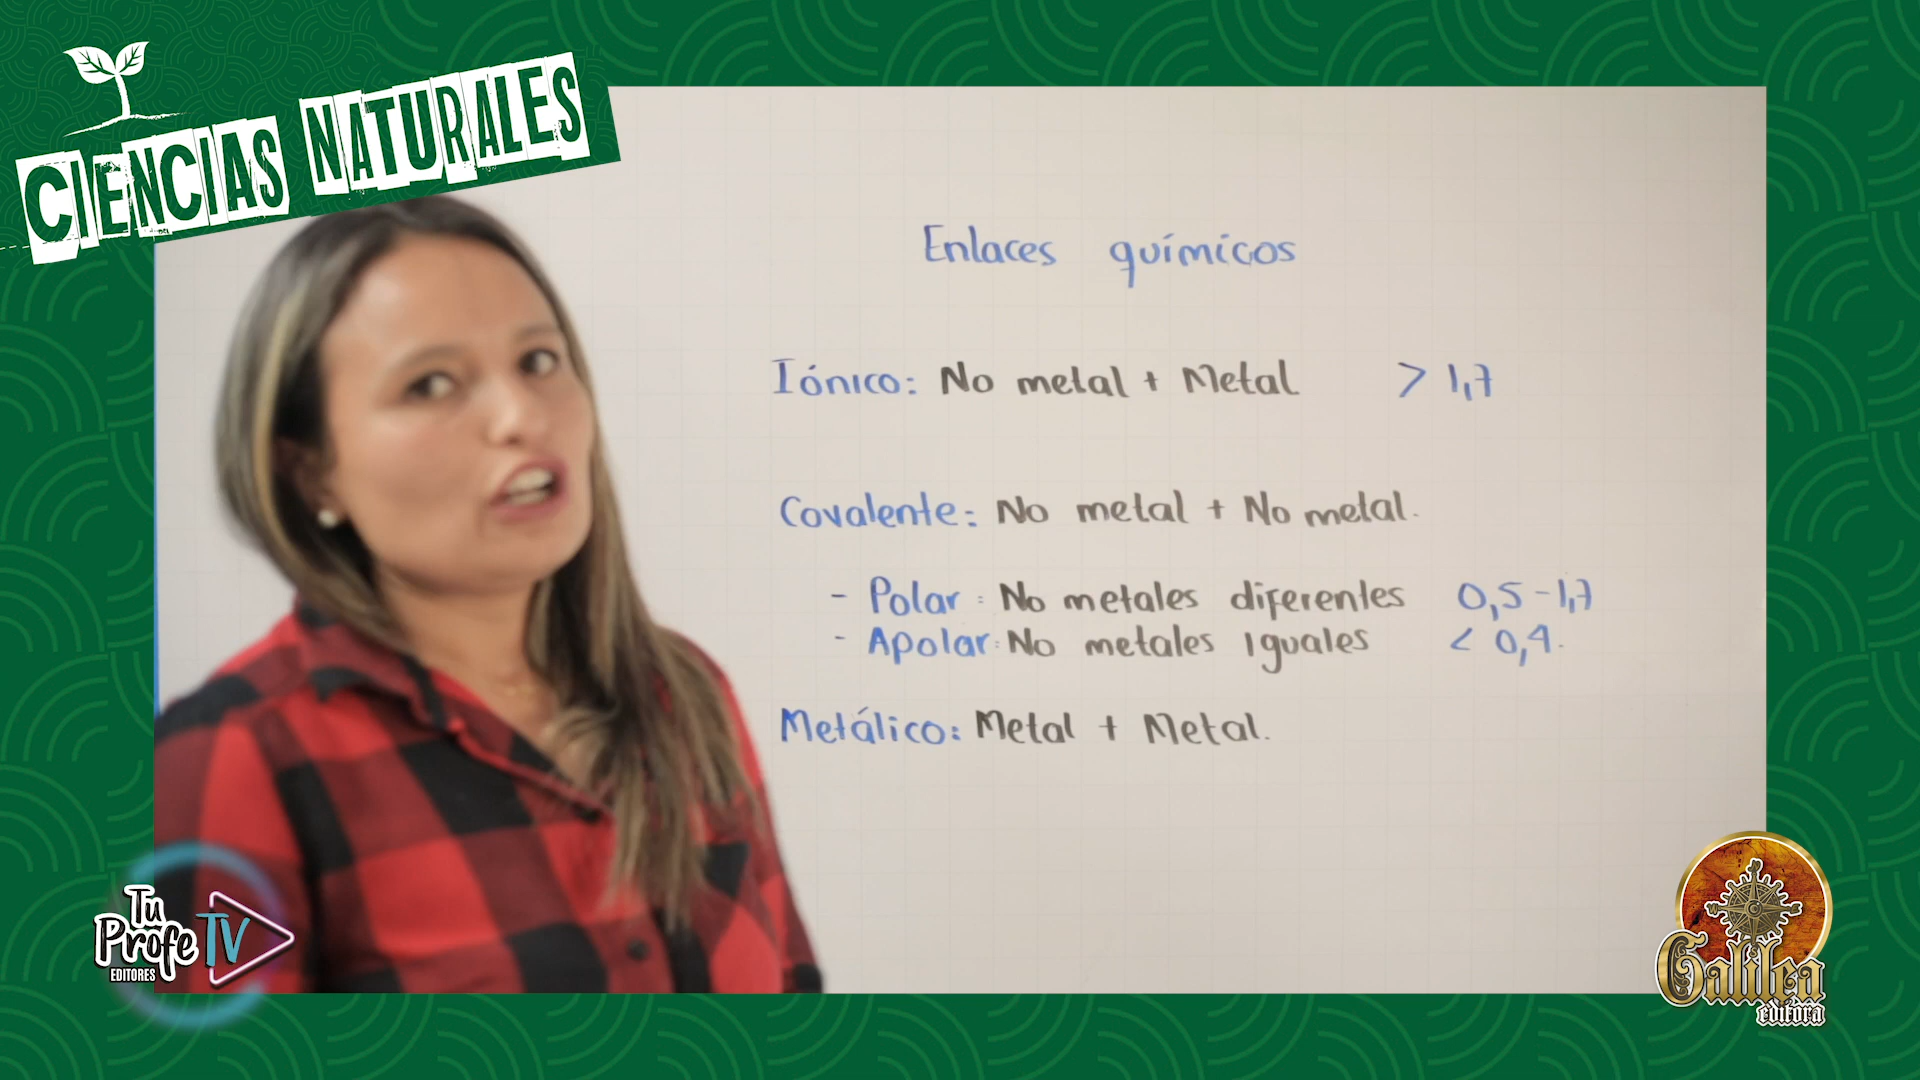 CIENCIAS NATURALES
Enlaces químicos
Iónico: No metal + Metal > 1,7
Covalente: No metal + No metal.
- Polar: No metales diferentes 0,5 - 1,7
- Apolar: No metales Iguales < 0,4.
Metálico: Metal + Metal.
Tu
Profe TV
EDITORES
Galilea
editora